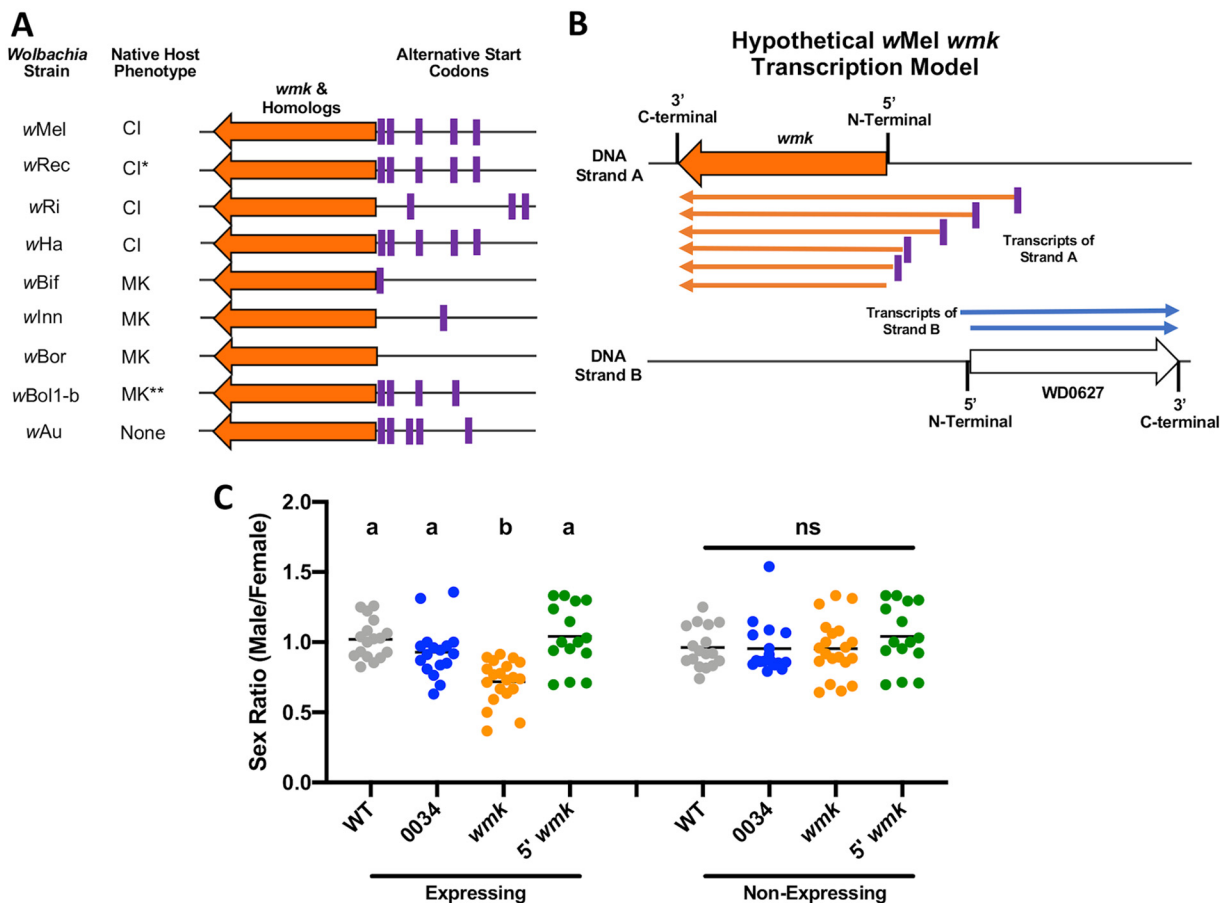 A
Wolbachia
Strain
Native Host
Phenotype
Alternative Start
Codons
wmk &
Homologs
wMel CI
wRec CI*
wRi CI
wHa CI
wBif MK
wInn MK
wBor MK
wBol1-b MK**
wAu None
B
Hypothetical wMel wmk
Transcription Model
3’
C-terminal
5’
N-Terminal
wmk
DNA
Strand A
Transcripts of
Strand A
Transcripts of
Strand B
DNA
Strand B
WD0627
5’
N-Terminal
3’
C-terminal
C
Sex Ratio (Male/Female)
2.0
1.5
1.0
0.5
0.0
a a b a
ns
WT 0034 wmk 5' wmk WT 0034 wmk 5' wmk
Expressing Non-Expressing